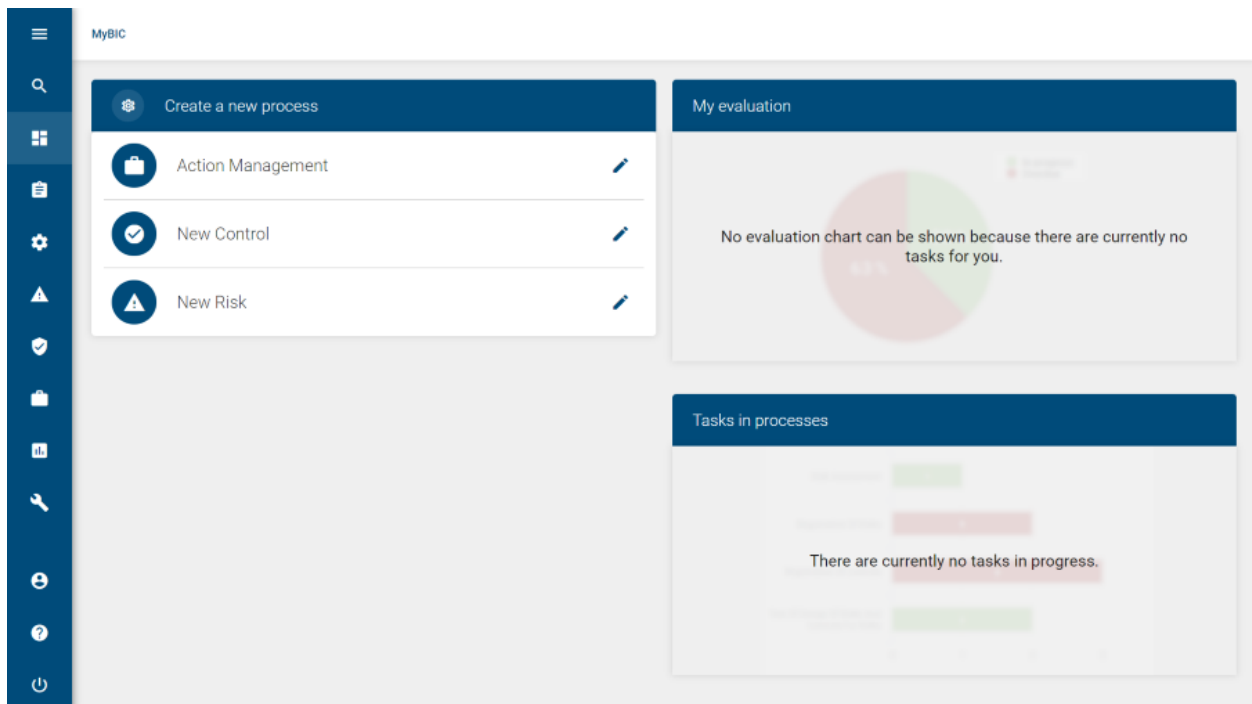 MyBIC
Create a new process
Action Management
New Control
New Risk
My evaluation
No evaluation chart can be shown because there are currently no
tasks for you.
Tasks in processes
There are currently no tasks in progress.